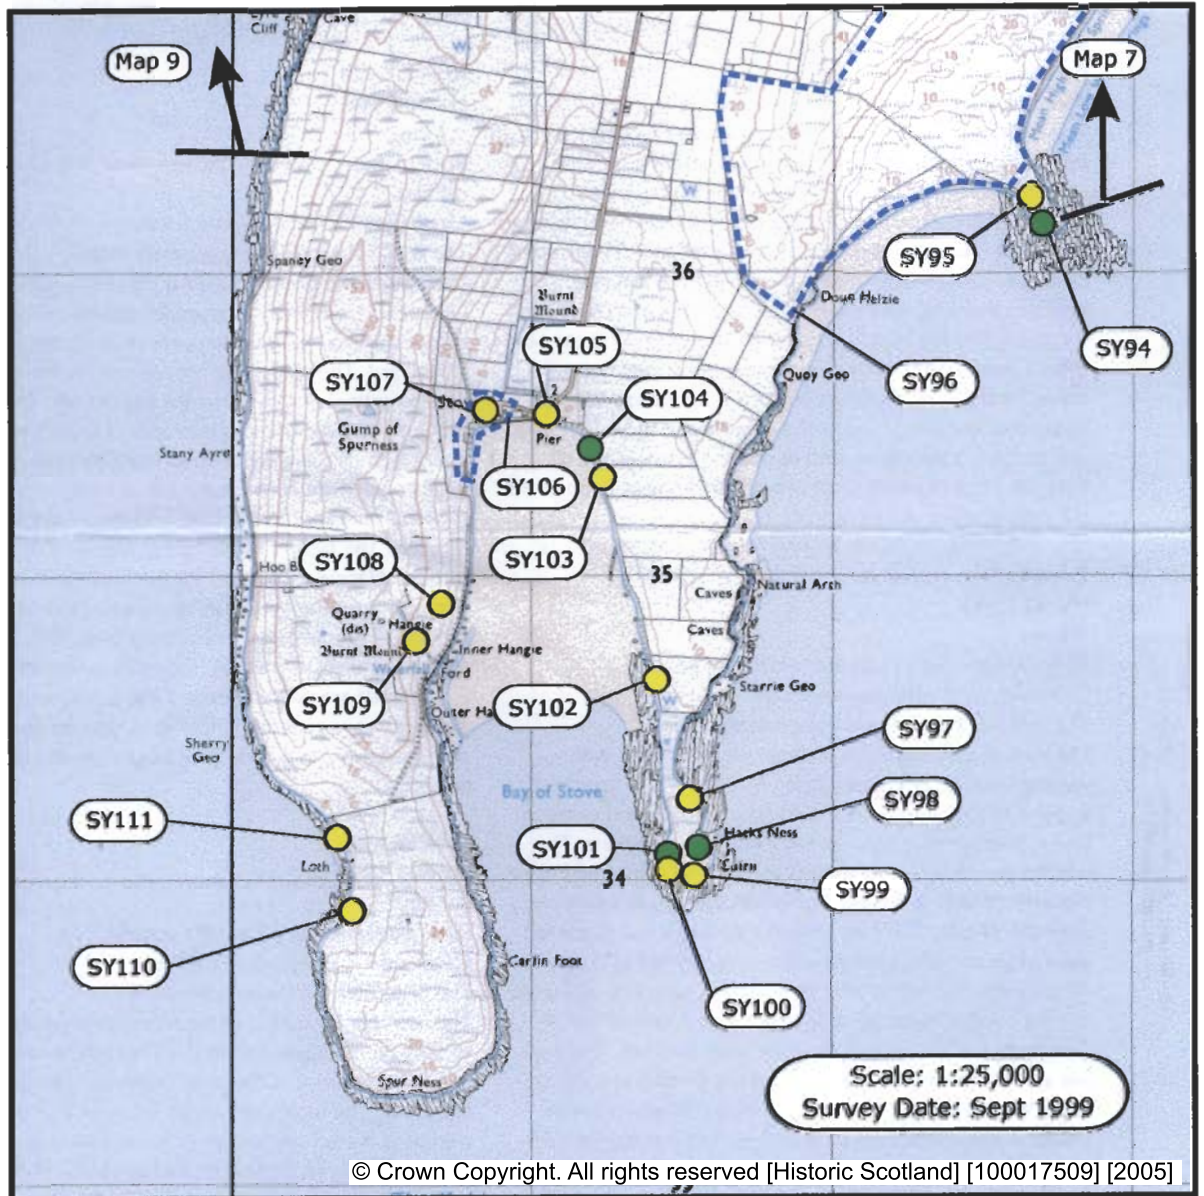 Cave
Cliff
Map 9
Map 7
W
W
Spaney Geo
36
Burnt
Mound
Doun Helzie
SY95
SY94
SY96
SY105
SY107
SY104
Quoy Geo
Gump of
Spurness
Pier
Stany Ayre
SY106
SY103
SY108
35
Caves
Natural Arch
Quarry
(dis)
Hangie
Caves
Burnt Mound
Inner Hangie
Ford
SY109
SY102
W
Starrie Geo
Outer Ha
Sherry
Geo
SY97
Bay of Stove
SY98
SY111
SY101
Hacks Ness
Cairn
Loth
34
SY99
SY110
Carlin Foot
SY100
Spur Ness
Scale: 1:25,000
Survey Date: Sept 1999
© Crown Copyright. All rights reserved [Historic Scotland] [100017509] [2005]